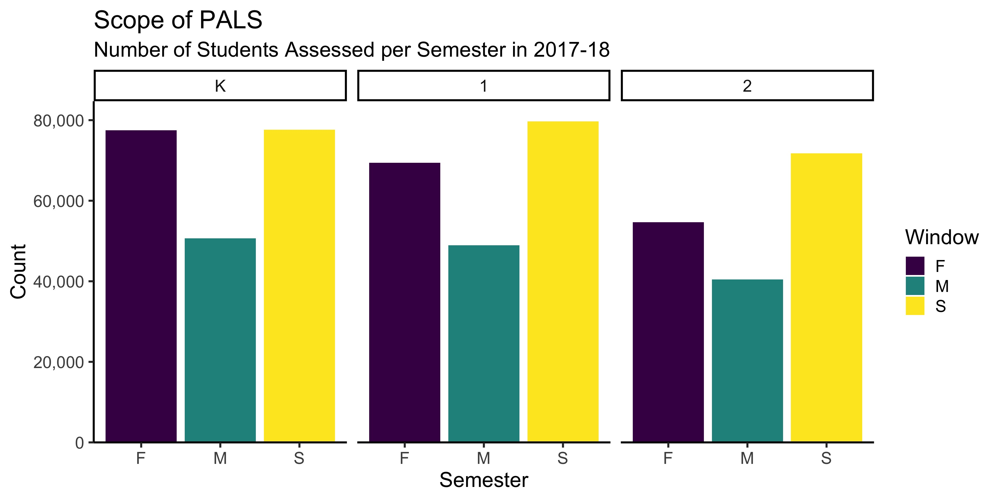 Scope of PALS
Number of Students Assessed per Semester in 2017-18
K
1
2
80,000
60,000
40,000
20,000
0
Count
F
M
S
F
M
S
F
M
S
Semester
Window
F
M
S